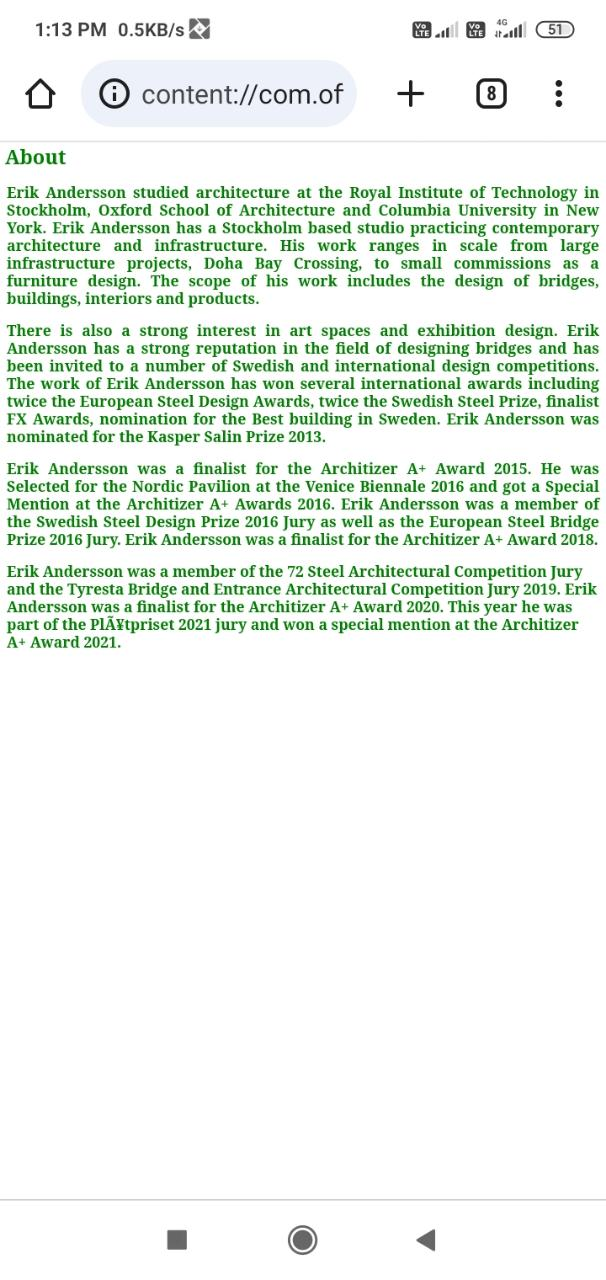 1:13 PM 0.5KB/s
Vo LTE Vo LTE 4G 51
content://com.of
8
About
Erik Andersson studied architecture at the Royal Institute of Technology in
Stockholm, Oxford School of Architecture and Columbia University in New
York. Erik Andersson has a Stockholm based studio practicing contemporary
architecture and infrastructure. His work ranges in scale from large
infrastructure projects, Doha Bay Crossing, to small commissions as a
furniture design. The scope of his work includes the design of bridges,
buildings, interiors and products.
There is also a strong interest in art spaces and exhibition design. Erik
Andersson has a strong reputation in the field of designing bridges and has
been invited to a number of Swedish and international design competitions.
The work of Erik Andersson has won several international awards including
twice the European Steel Design Awards, twice the Swedish Steel Prize, finalist
FX Awards, nomination for the Best building in Sweden. Erik Andersson was
nominated for the Kasper Salin Prize 2013.
Erik Andersson was a finalist for the Architizer A+ Award 2015. He was
Selected for the Nordic Pavilion at the Venice Biennale 2016 and got a Special
Mention at the Architizer A+ Awards 2016. Erik Andersson was a member of
the Swedish Steel Design Prize 2016 Jury as well as the European Steel Bridge
Prize 2016 Jury. Erik Andersson was a finalist for the Architizer A+ Award 2018.
Erik Andersson was a member of the 72 Steel Architectural Competition Jury
and the Tyresta Bridge and Entrance Architectural Competition Jury 2019. Erik
Andersson was a finalist for the Architizer A+ Award 2020. This year he was
part of the PlÃ¥tpriset 2021 jury and won a special mention at the Architizer
A+ Award 2021.